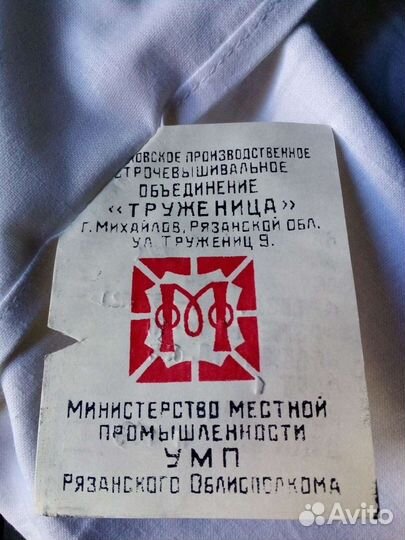 ПРОИЗВОДСТВЕННОЕ
СТРОЧЕВЫШИВАЛЬНОЕ
ОБЪЕДИНЕНИЕ
«ТРУЖЕНИЦА»
Г. МИХАЙЛОВ, РЯЗАНСКОЙ ОБЛ.
УЛ. ТРУЖЕНИЦ 9.
М
МИНИСТЕРСТВО МЕСТНОЙ
ПРОМЫШЛЕННОСТИ
УМП
РЯЗАНСКОГО ОБЛИСПОЛКОМА
Avito